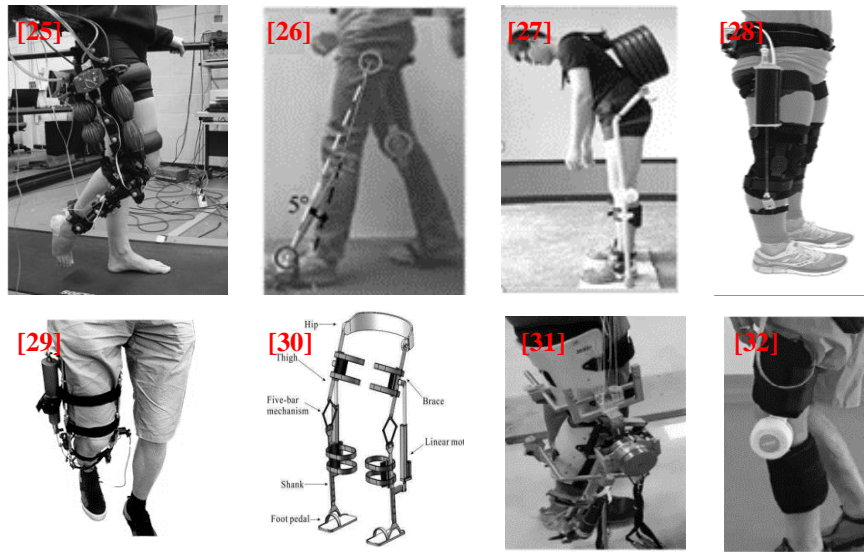 [25]
[26]
5°
[27]
[28]
[29]
[30]
Hip
Thigh
Five-bar
mechanism
Shank
Foot pedal
Brace
Linear mot
[31]
[32]